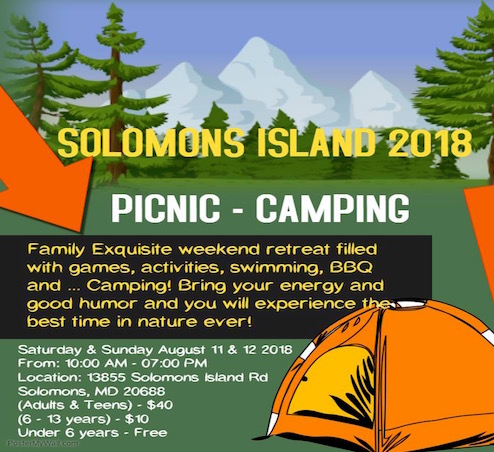 SOLOMONS ISLAND 2018
PICNIC - CAMPING
Family Exquisite weekend retreat filled
with games, activities, swimming, BBQ
and ... Camping! Bring your energy and
good humor and you will experience the
best time in nature ever!
Saturday & Sunday August 11 & 12 2018
From: 10:00 AM - 07:00 PM
Location: 13855 Solomons Island Rd
Solomons, MD 20688
(Adults & Teens) - $40
(6 - 13 years) - $10
Under 6 years - Free
PosterMyWall.com